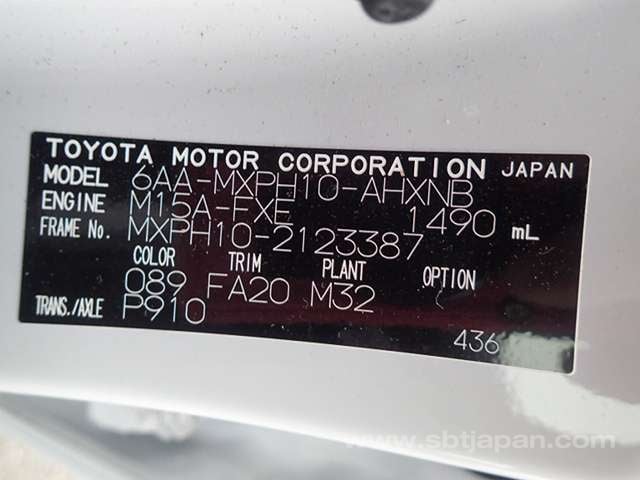 TOYOTA MOTOR CORPORATION JAPAN
MODEL 6AA-MXPH10-AHXNB
ENGINE M15A-FXE 1490 mL
FRAME No. MXPH10-2123387
COLOR TRIM PLANT OPTION
089 FA20 M32
TRANS./AXLE P910
436
www.sbtjapan.com